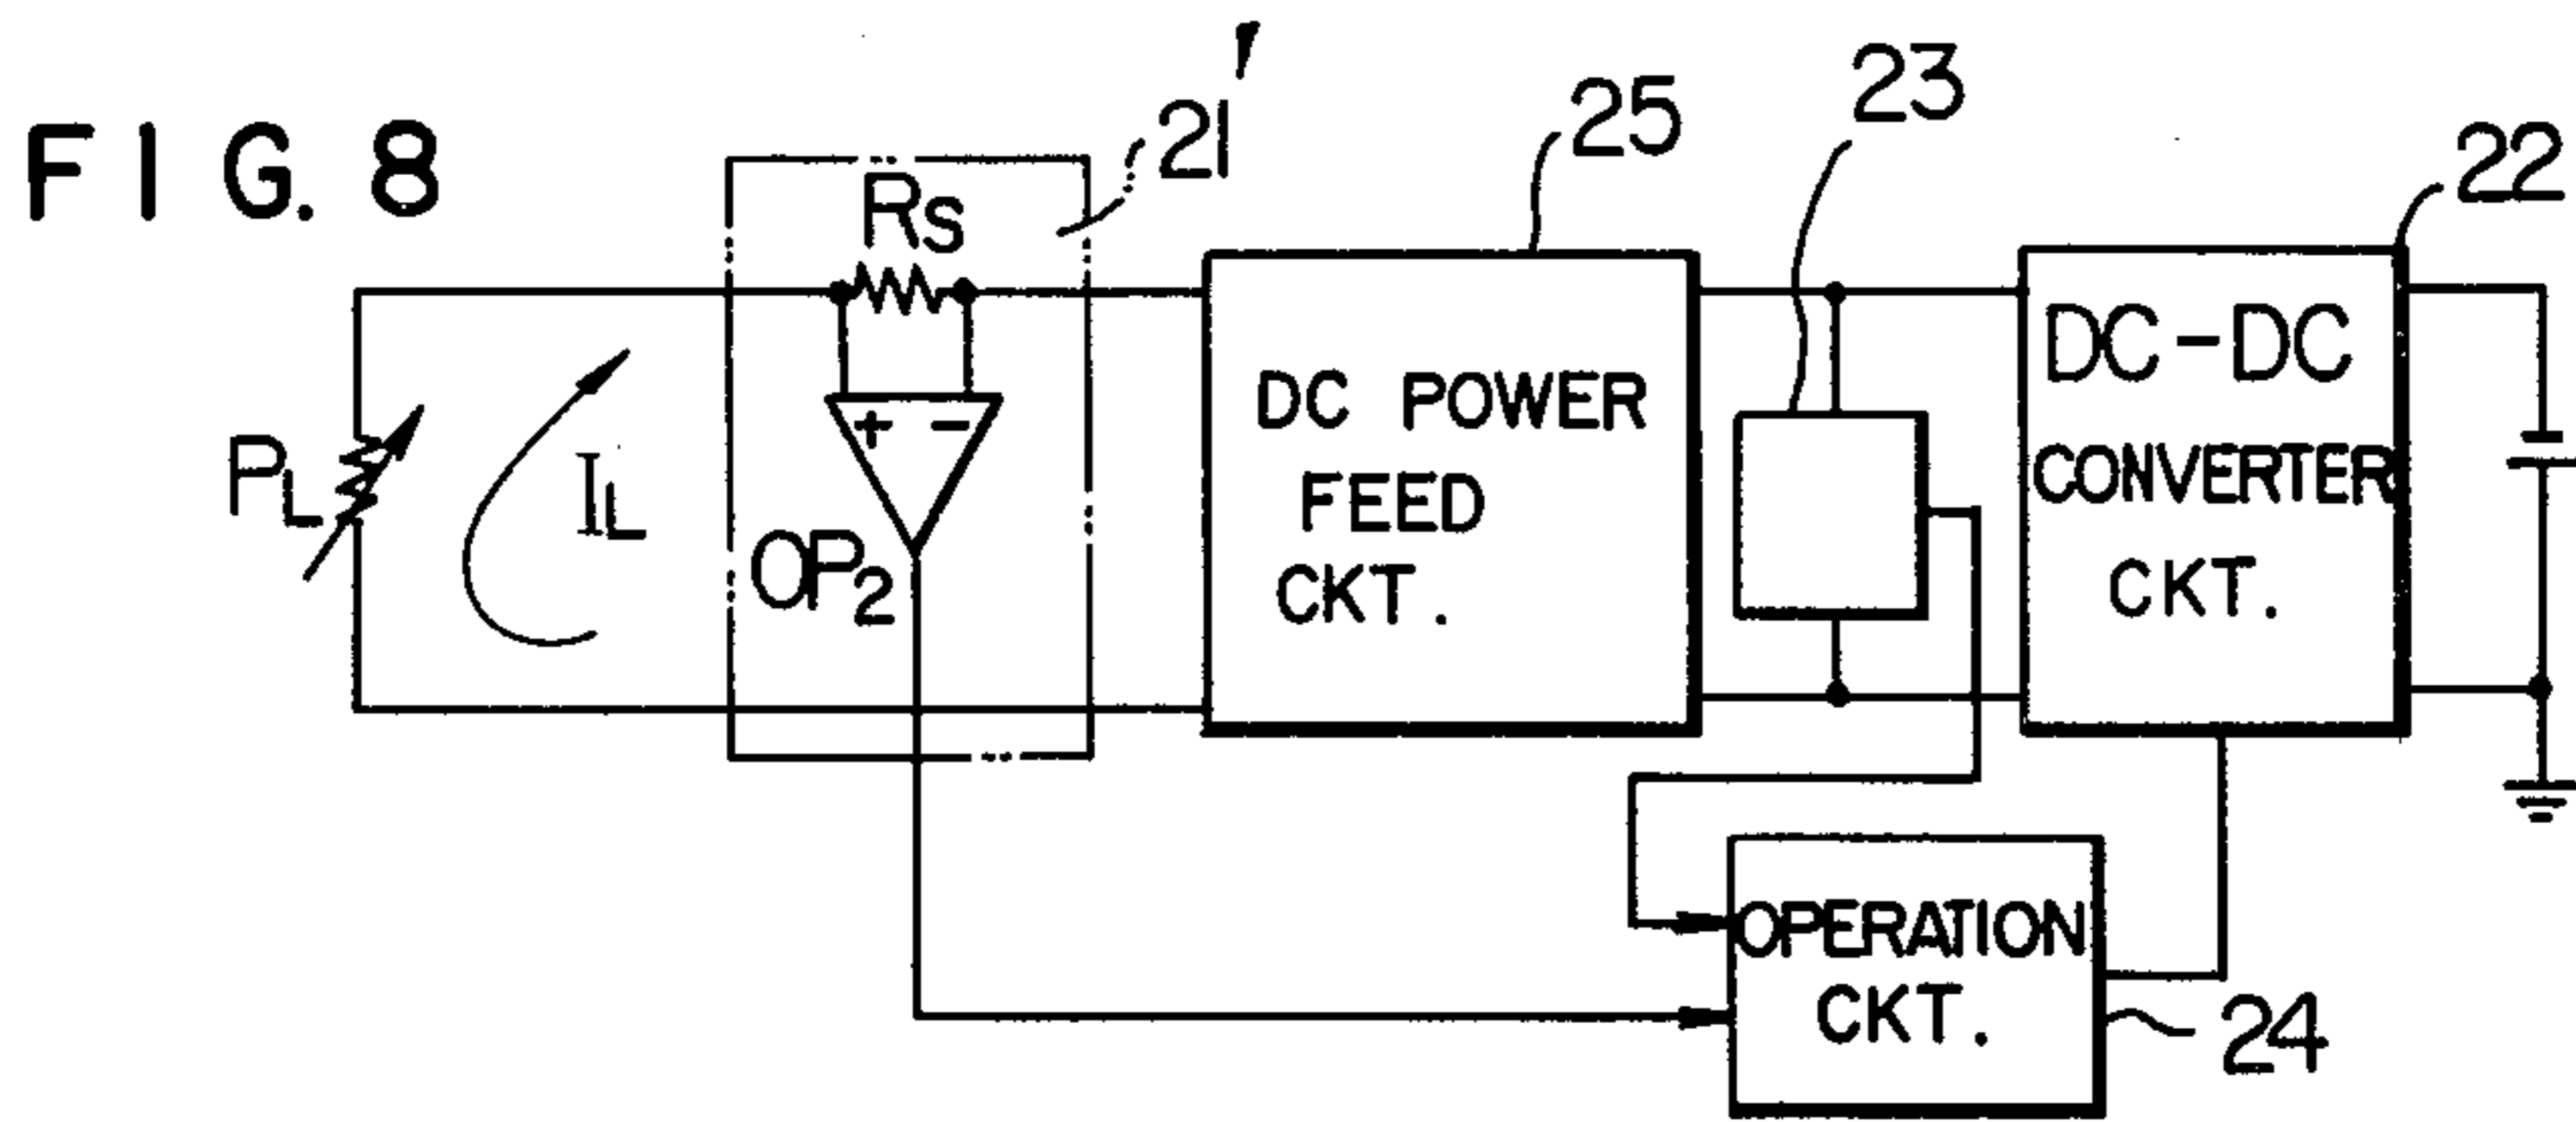 FIG. 8
21
25
23
22
RS
PL
IL
OP2
+ -
DC POWER
FEED
CKT.
DC-DC
CONVERTER
CKT.
OPERATION
CKT.
24